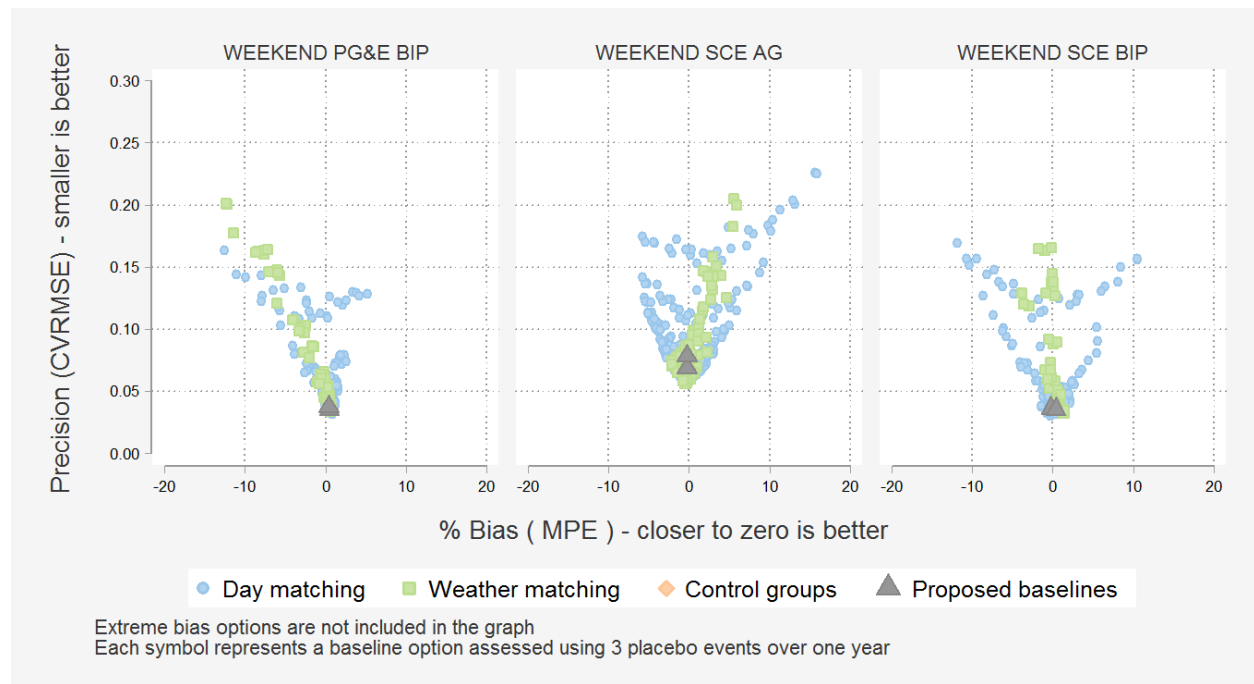 WEEKEND PG&E BIP
WEEKEND SCE AG
WEEKEND SCE BIP
Precision (CVRMSE) - smaller is better
0.30
0.25
0.20
0.15
0.10
0.05
0.00
-20 -10 0 10 20
-20 -10 0 10 20
-20 -10 0 10 20
% Bias ( MPE ) - closer to zero is better
Day matching
Weather matching
Control groups
Proposed baselines
Extreme bias options are not included in the graph
Each symbol represents a baseline option assessed using 3 placebo events over one year